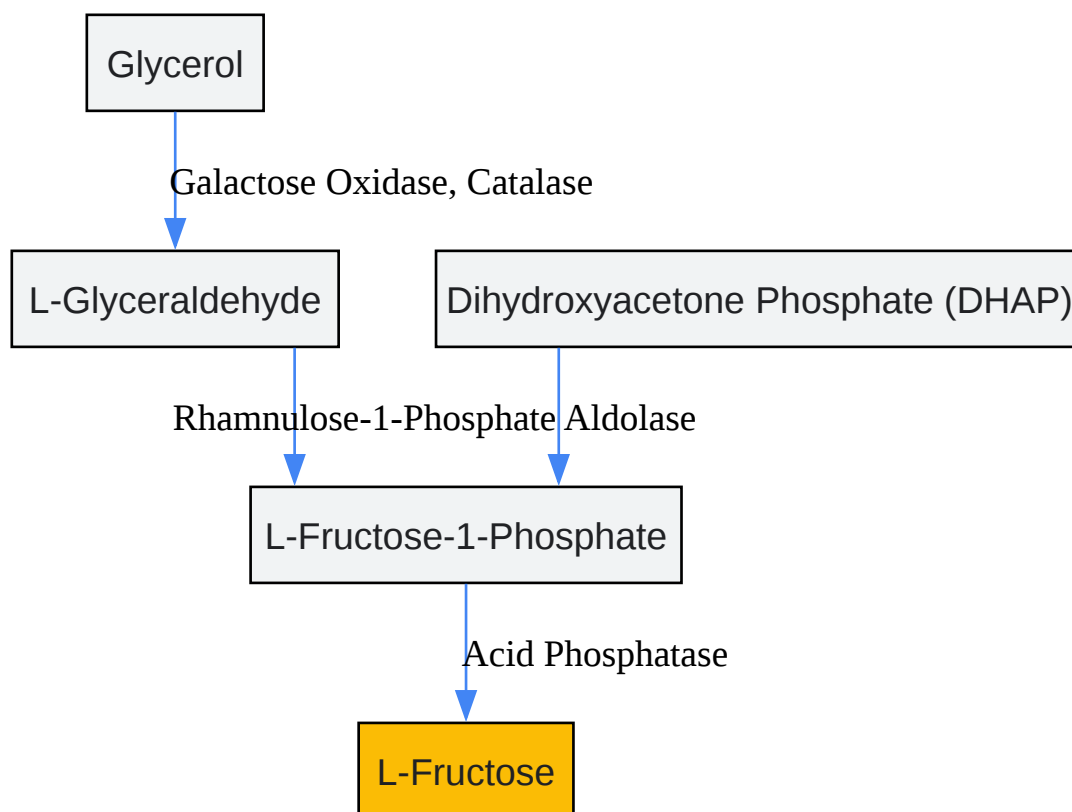 Glycerol
Galactose Oxidase, Catalase
L-Glyceraldehyde
Dihydroxyacetone Phosphate (DHAP)
Rhamnulose-1-Phosphate Aldolase
L-Fructose-1-Phosphate
Acid Phosphatase
L-Fructose